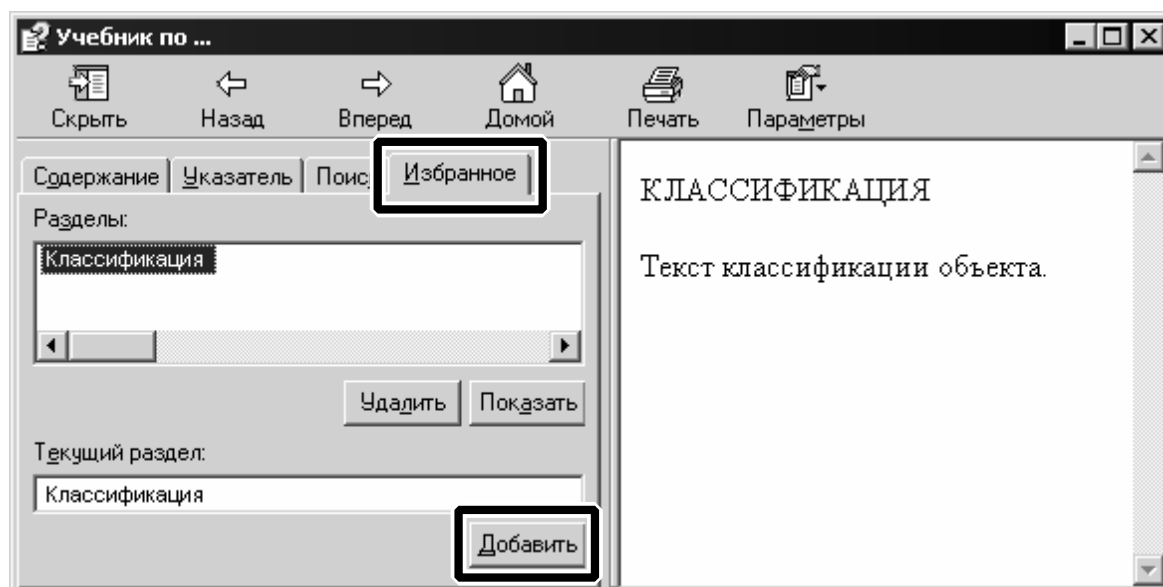 Учебник по ...
Скрыть Назад Вперед Домой Печать Параметры
Содержание Указатель Поис Избранное
Разделы:
Классификация
Удалить Показать
Текущий раздел:
Классификация
Добавить
КЛАССИФИКАЦИЯ
Текст классификации объекта.